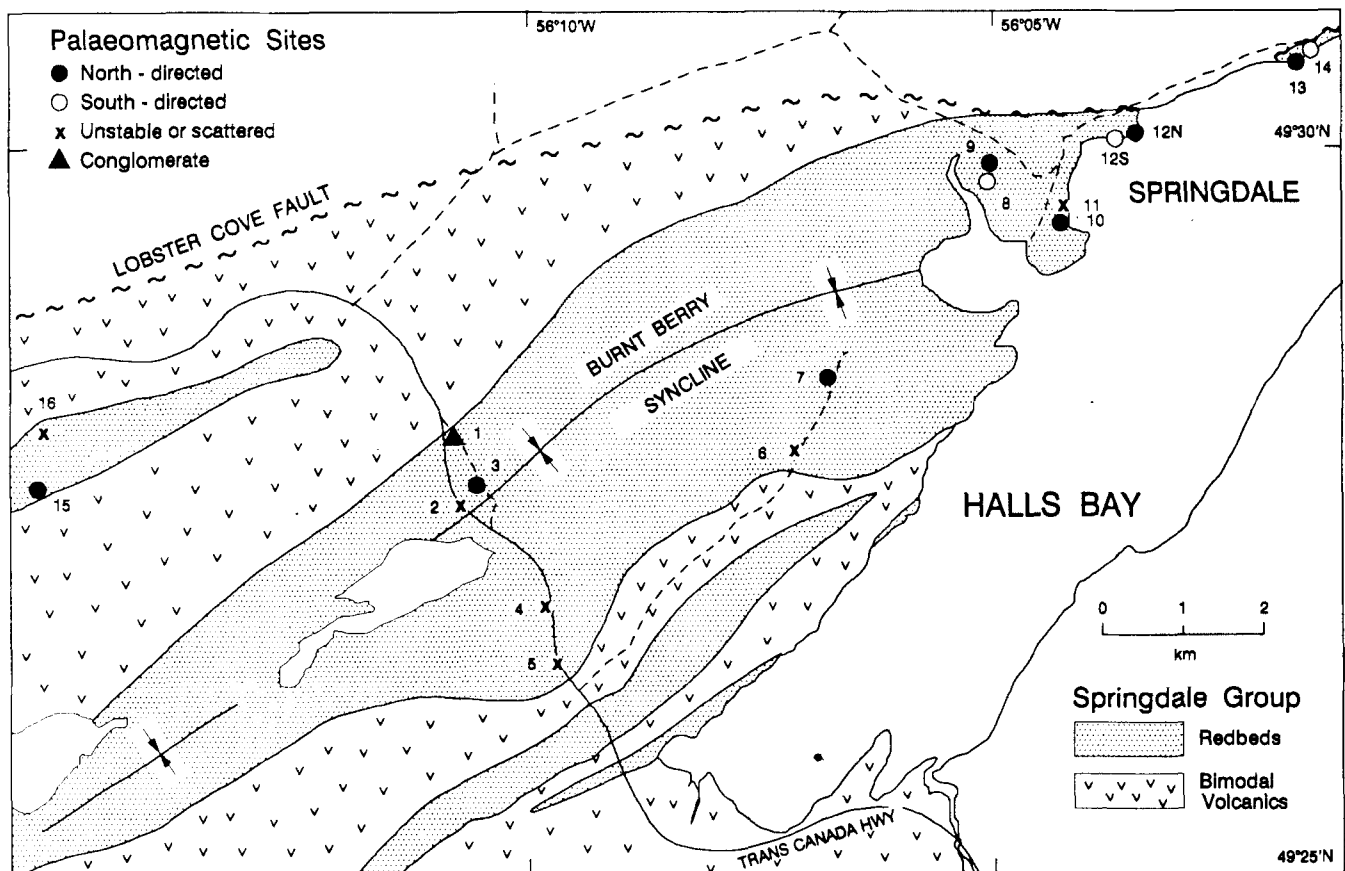 56°10'W
56°05'W
Palaeomagnetic Sites
North - directed
South - directed
x Unstable or scattered
Conglomerate
14
13
49°30'N
12N
12S
9
8
11
10
SPRINGDALE
LOBSTER COVE FAULT
BURNT BERRY
SYNCLINE
7
6
16
15
1
3
2
4
5
HALLS BAY
0 1 2
km
Springdale Group
Redbeds
Bimodal
Volcanics
TRANS CANADA HWY
49°25'N